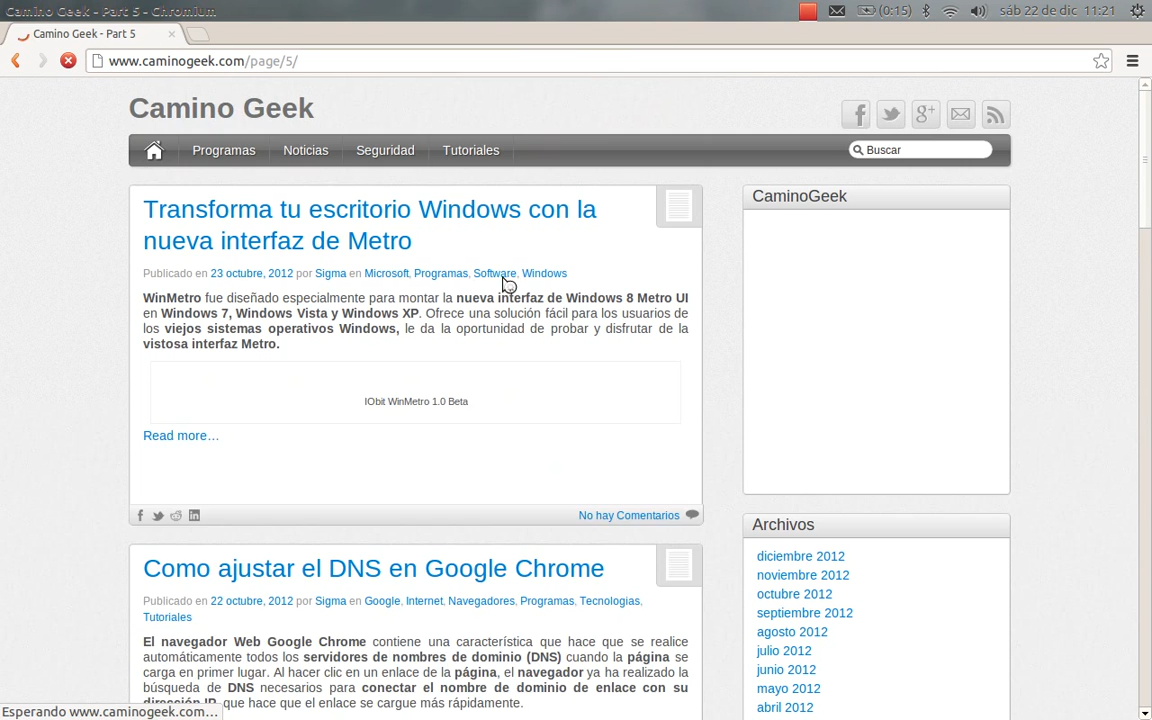 Camino Geek - Part 5 - Chromium
(0:15)
sáb 22 de dic 11:21
Camino Geek - Part 5
www.caminogeek.com/page/5/
Camino Geek
Programas
Noticias
Seguridad
Tutoriales
Buscar
Transforma tu escritorio Windows con la
nueva interfaz de Metro
Publicado en 23 octubre, 2012 por Sigma en Microsoft, Programas, Software, Windows
WinMetro fue diseñado especialmente para montar la nueva interfaz de Windows 8 Metro UI
en Windows 7, Windows Vista y Windows XP. Ofrece una solución fácil para los usuarios de
los viejos sistemas operativos Windows, le da la oportunidad de probar y disfrutar de la
vistosa interfaz Metro.
IObit WinMetro 1.0 Beta
Read more…
No hay Comentarios
Como ajustar el DNS en Google Chrome
Publicado en 22 octubre, 2012 por Sigma en Google, Internet, Navegadores, Programas, Tecnologias,
Tutoriales
El navegador Web Google Chrome contiene una característica que hace que se realice
automáticamente todos los servidores de nombres de dominio (DNS) cuando la página se
carga en primer lugar. Al hacer clic en un enlace de la página, el navegador ya ha realizado la
búsqueda de DNS necesarios para conectar el nombre de dominio de enlace con su
dirección IP, que hace que el enlace se cargue más rápidamente.
CaminoGeek
Archivos
diciembre 2012
noviembre 2012
octubre 2012
septiembre 2012
agosto 2012
julio 2012
junio 2012
mayo 2012
abril 2012
Esperando www.caminogeek.com…